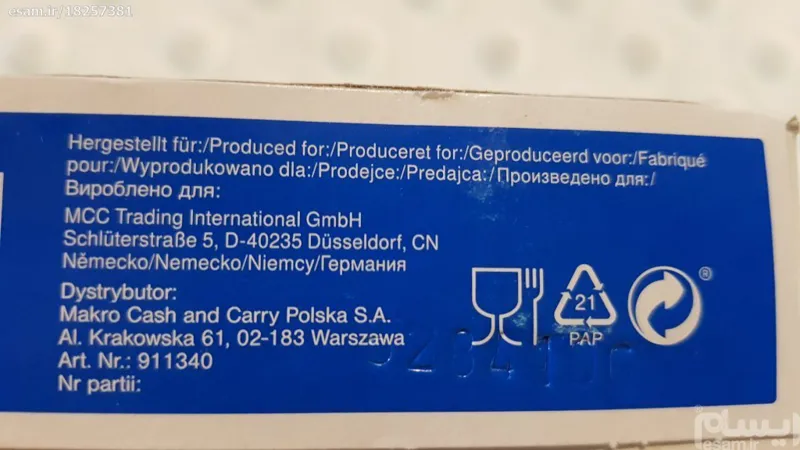 esam.ir/18257381
Hergestellt für:/Produced for:/Produceret for:/Geproduceerd voor:/Fabriqué
pour:/Wyprodukowano dla:/Prodejce:/Predajca:/Произведено для:/
Вироблено для:
MCC Trading International GmbH
Schlüterstraße 5, D-40235 Düsseldorf, CN
Německo/Nemecko/Niemcy/Германия
Dystrybutor:
Makro Cash and Carry Polska S.A.
Al. Krakowska 61, 02-183 Warszawa
Art. Nr.: 911340
Nr partii:
21
PAP
®
ایسام
esam.ir